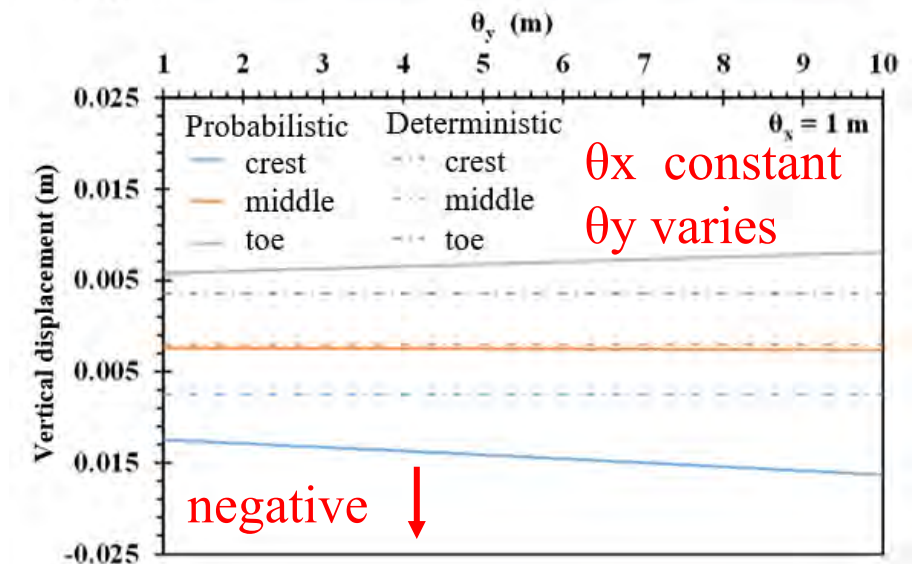 θy (m)
1 2 3 4 5 6 7 8 9 10
Vertical displacement (m)
0.025
0.015
0.005
0.005
0.015
-0.025
Probabilistic
crest
middle
toe
Deterministic
crest
middle
toe
θx = 1 m
θx constant
θy varies
negative